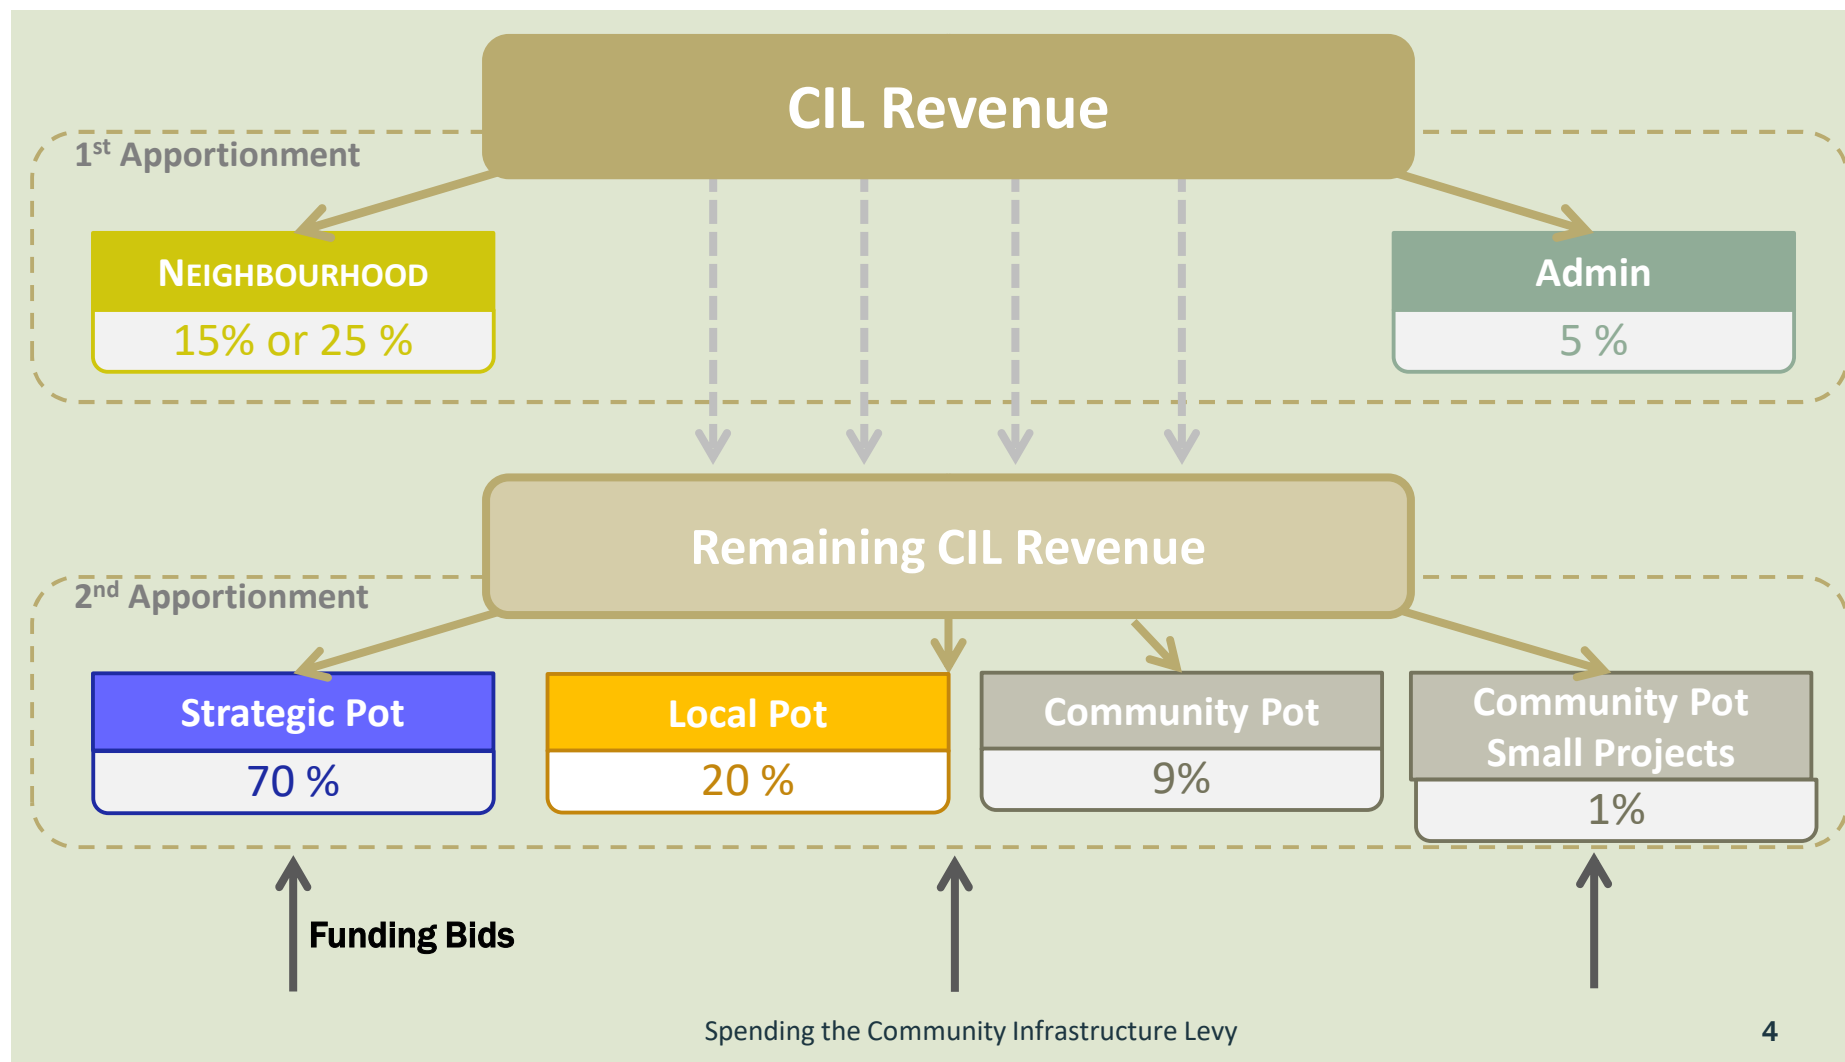 CIL Revenue
1st Apportionment
NEIGHBOURHOOD
15% or 25 %
Admin
5 %
Remaining CIL Revenue
2nd Apportionment
Strategic Pot
70 %
Local Pot
20 %
Community Pot
9%
Community Pot
Small Projects
1%
Funding Bids
Spending the Community Infrastructure Levy
4